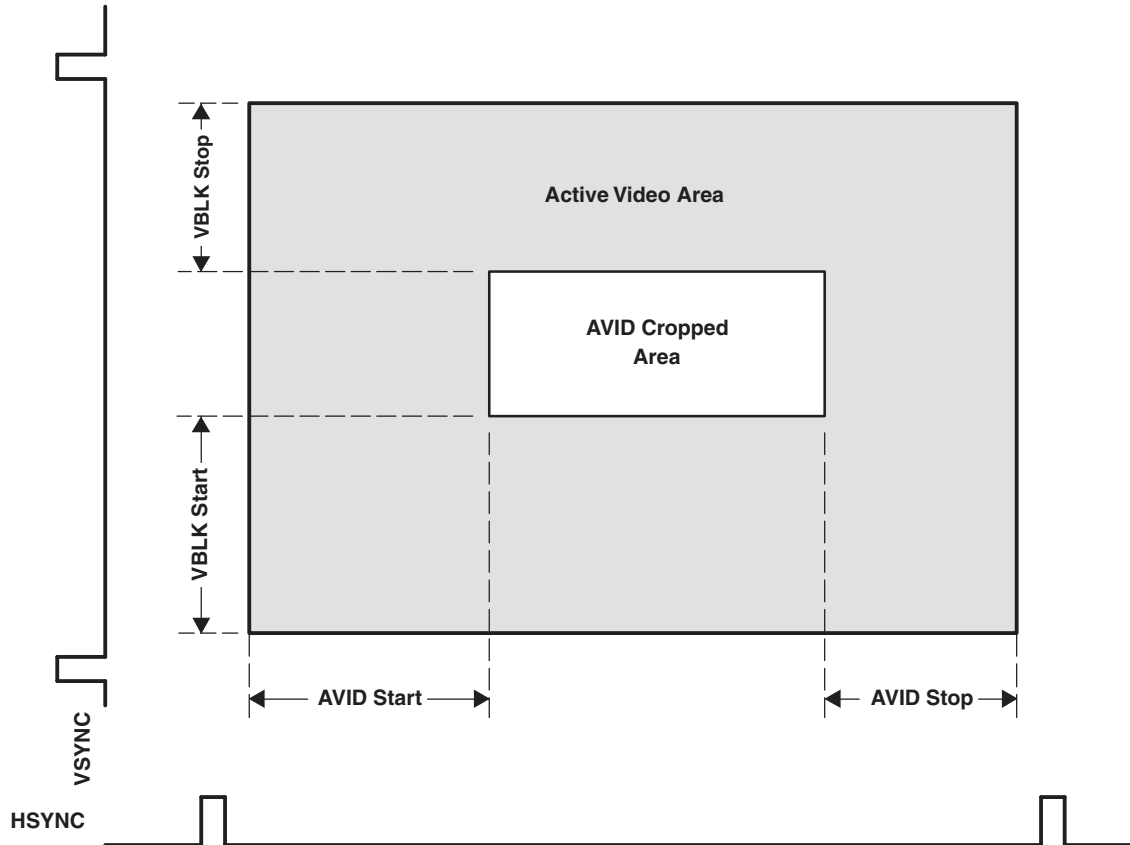 VBLK Stop
Active Video Area
AVID Cropped
Area
VBLK Start
AVID Start
AVID Stop
VSYNC
HSYNC